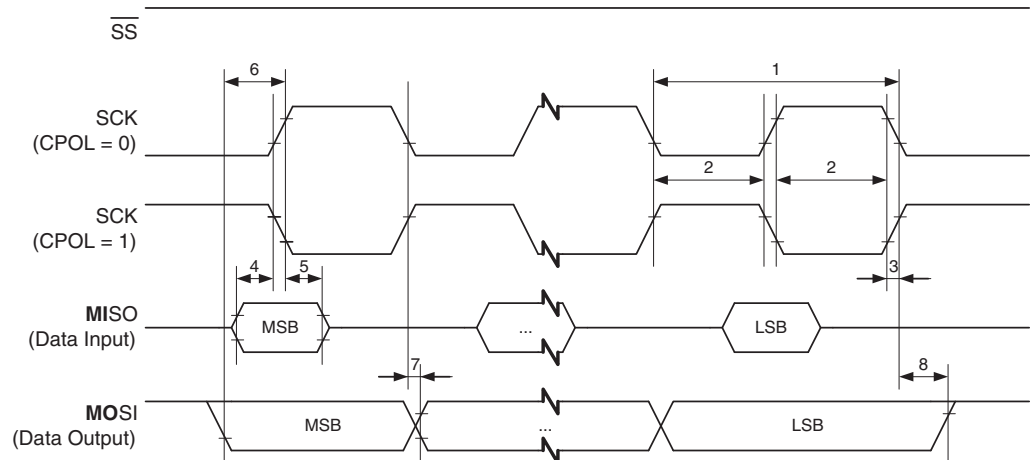 SS
6
1
SCK
(CPOL = 0)
2
2
SCK
(CPOL = 1)
4
5
3
MISO
(Data Input)
MSB
...
LSB
7
8
MOSI
(Data Output)
MSB
...
LSB